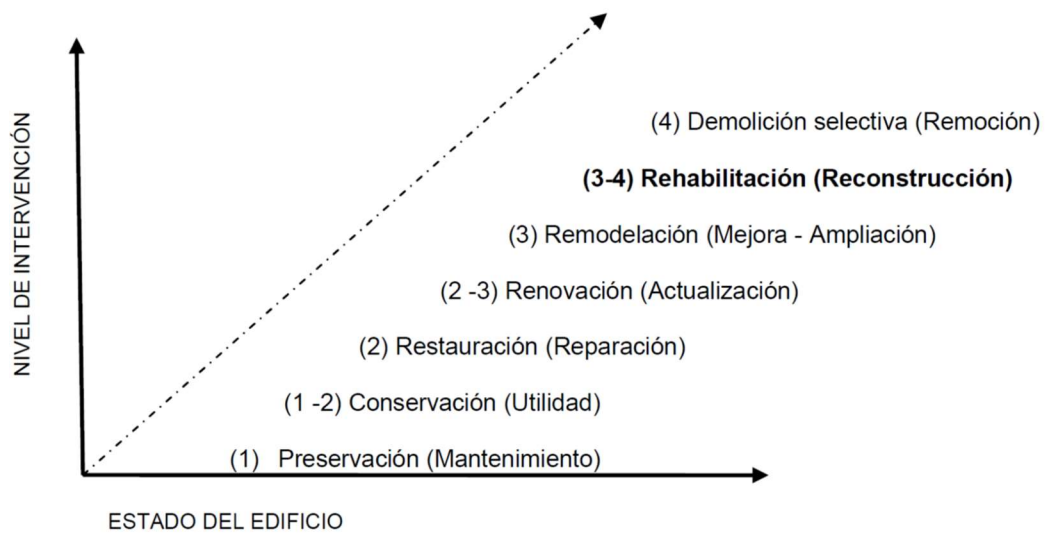 NIVEL DE INTERVENCIÓN
(4) Demolición selectiva (Remoción)
(3-4) Rehabilitación (Reconstrucción)
(3) Remodelación (Mejora - Ampliación)
(2 -3) Renovación (Actualización)
(2) Restauración (Reparación)
(1 -2) Conservación (Utilidad)
(1) Preservación (Mantenimiento)
ESTADO DEL EDIFICIO